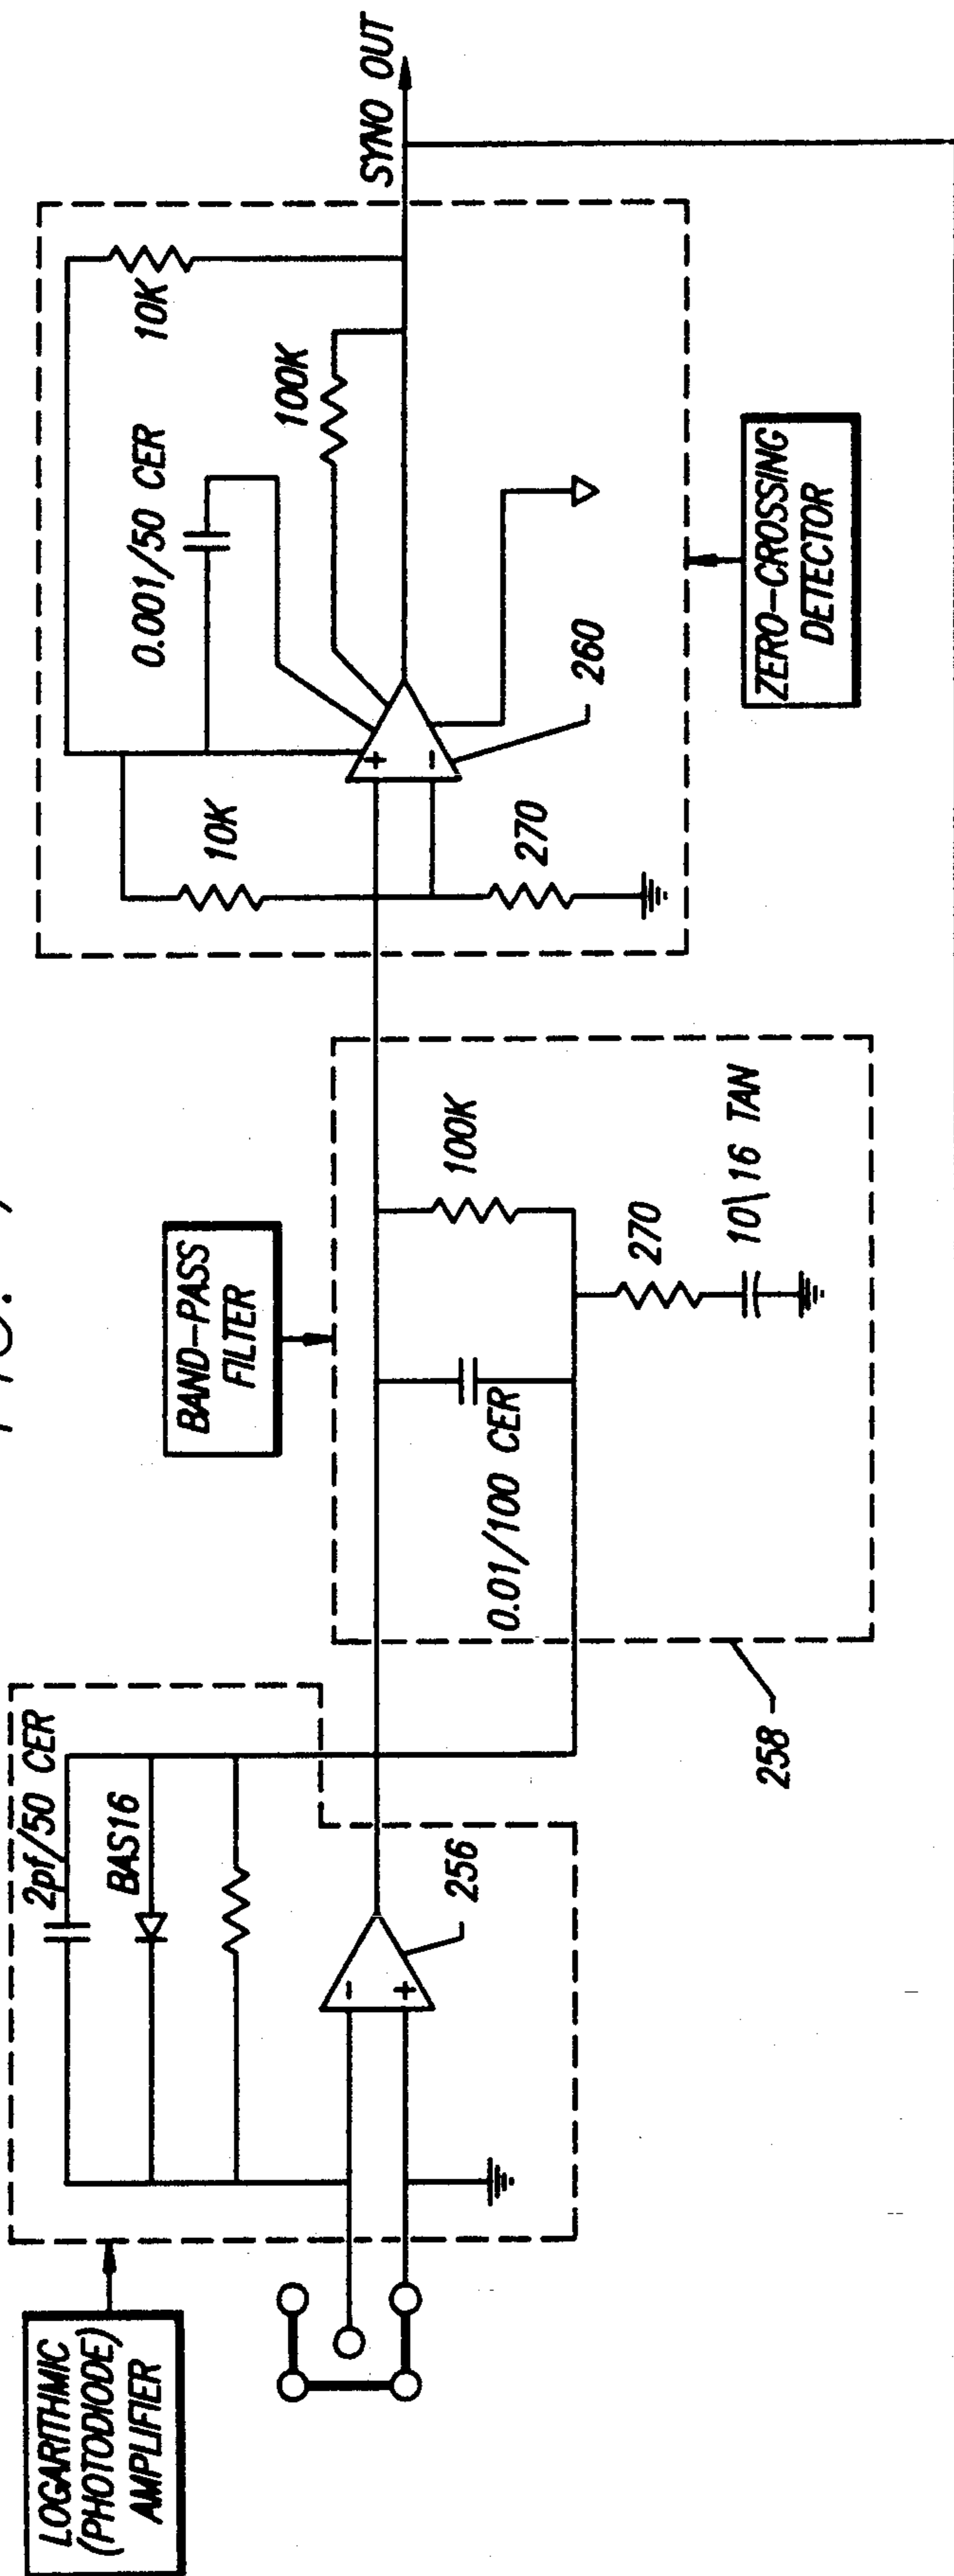 LOGARITHMIC
(PHOTODIODE)
AMPLIFIER
2pf/50 CER
BAS16
256
BAND-PASS
FILTER
0.01/100 CER
100K
270
10\16 TAN
258
10K
0.001/50 CER
10K
100K
270
260
ZERO-CROSSING
DETECTOR
SYNO OUT